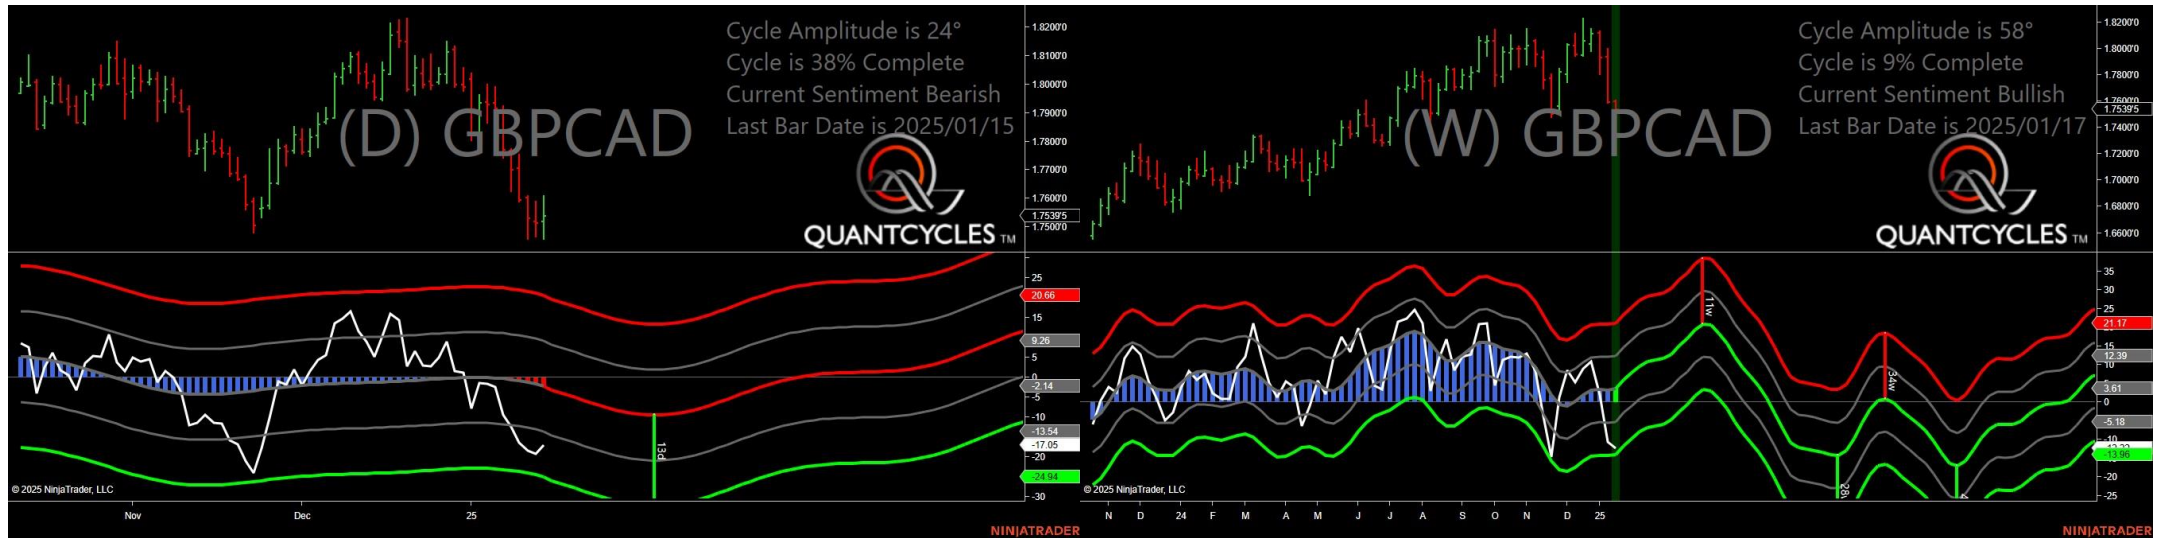 Cycle Amplitude is 24°
Cycle is 38% Complete
Current Sentiment Bearish
Last Bar Date is 2025/01/15
(D) GBPCAD
QUANTCYCLES TM
1.8200'0
1.8100'0
1.8000'0
1.7900'0
1.7800'0
1.7700'0
1.7600'0
1.7539'5
1.7500'0
25
20.66
15
9.26
5
0
-2.14
-5
-10
-13.54
-17.05
-20
-24.94
-30
13d
© 2025 NinjaTrader, LLC
Nov
Dec
25
NINJATRADER
Cycle Amplitude is 58°
Cycle is 9% Complete
Current Sentiment Bullish
Last Bar Date is 2025/01/17
(W) GBPCAD
QUANTCYCLES TM
1.8200'0
1.8000'0
1.7800'0
1.7600'0
1.7539'5
1.7400'0
1.7200'0
1.7000'0
1.6800'0
1.6600'0
35
30
25
21.17
15
12.39
10
3.61
0
-5.18
-10
-13.96
-20
-25
11w
34w
© 2025 NinjaTrader, LLC
N D 24 F M A M J J A S O N D 25
NINJATRADER